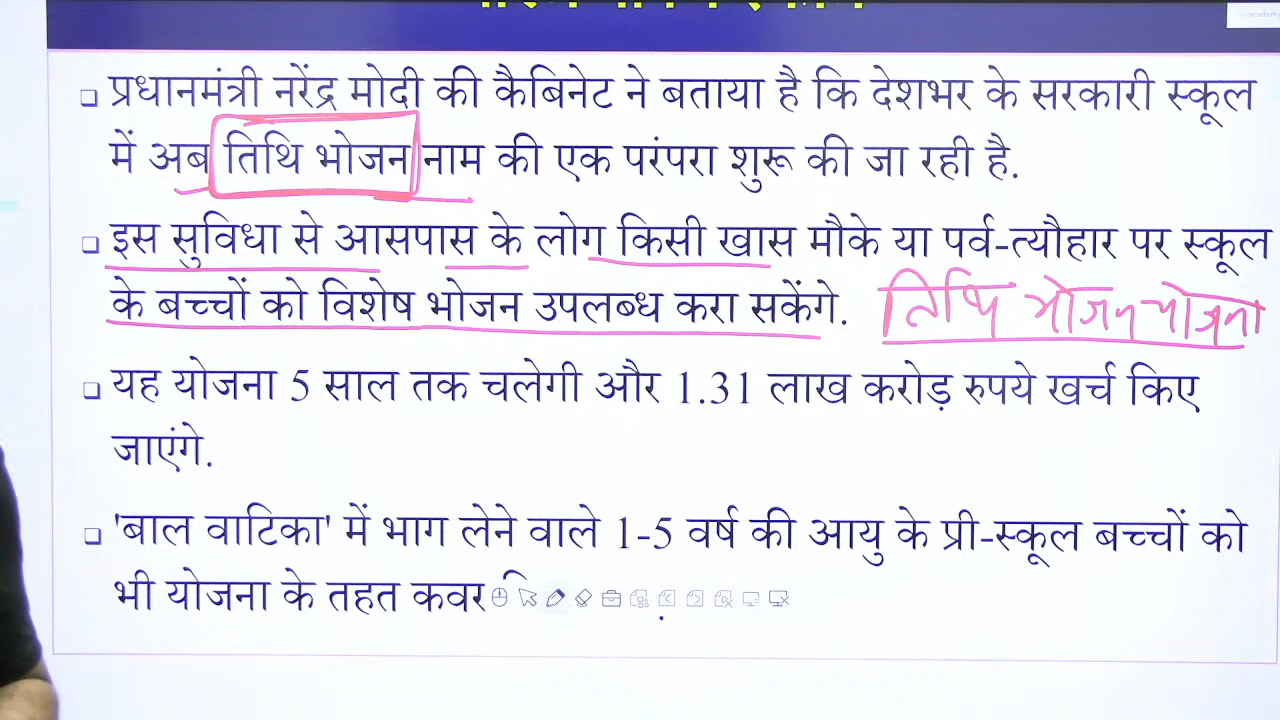 प्रधानमंत्री नरेंद्र मोदी की कैबिनेट ने बताया है कि देशभर के सरकारी स्कूल
में अब तिथि भोजन नाम की एक परंपरा शुरू की जा रही है.
इस सुविधा से आसपास के लोग किसी खास मौके या पर्व-त्यौहार पर स्कूल
के बच्चों को विशेष भोजन उपलब्ध करा सकेंगे. तिथि भोजन योजना
यह योजना 5 साल तक चलेगी और 1.31 लाख करोड़ रुपये खर्च किए
जाएंगे.
'बाल वाटिका' में भाग लेने वाले 1-5 वर्ष की आयु के प्री-स्कूल बच्चों को
भी योजना के तहत कवर